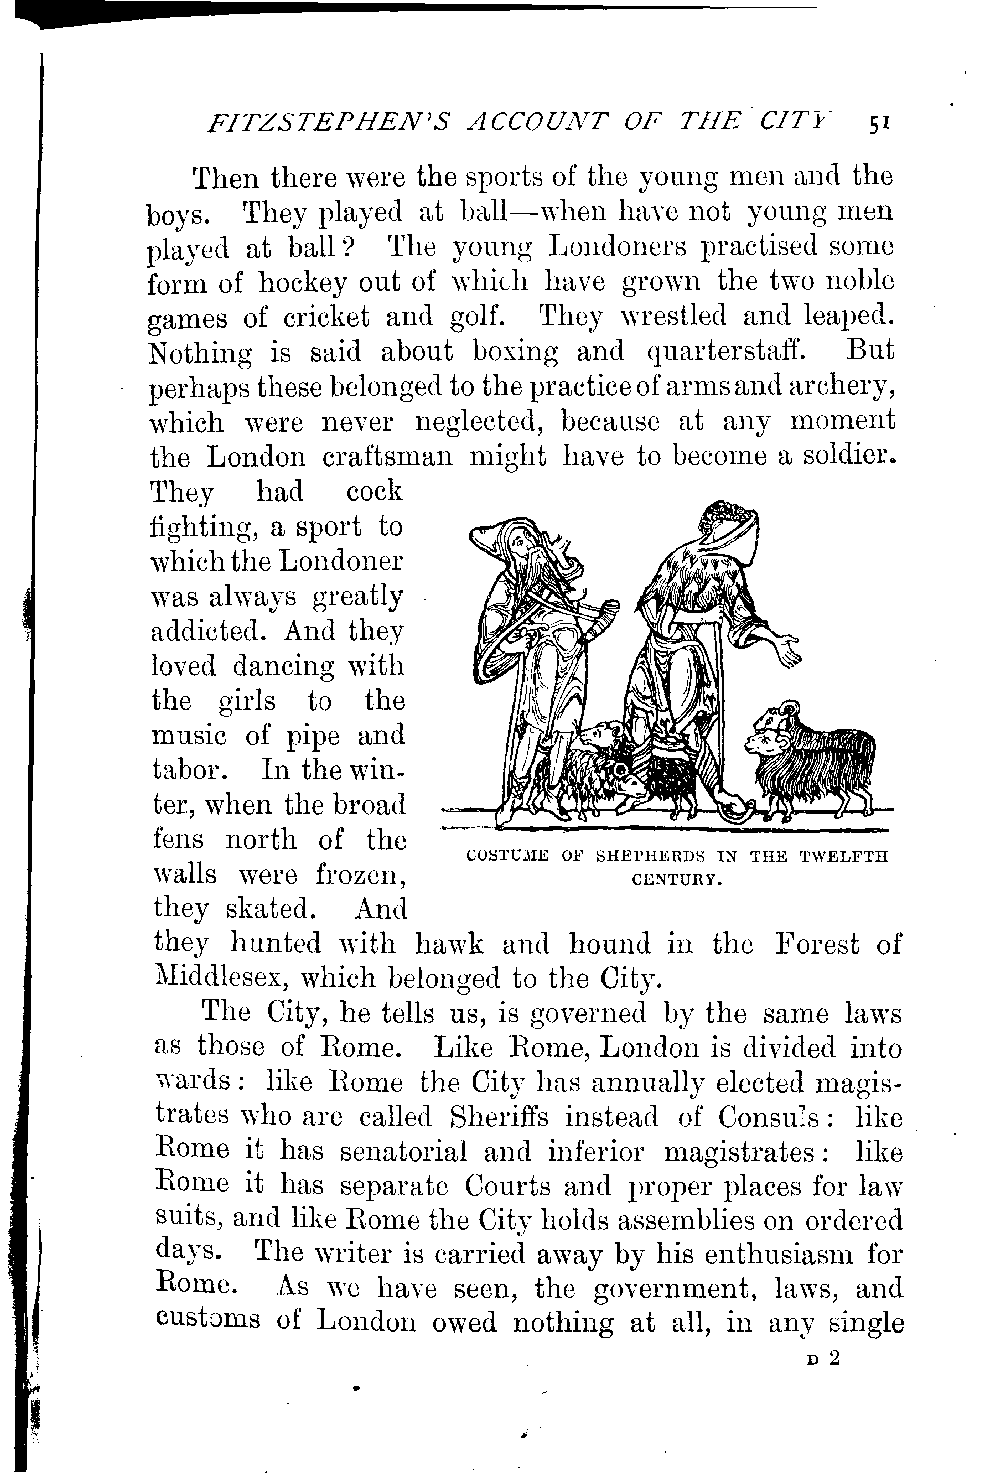 FITZSTEPHEN'S ACCOUNT OF THE CITY 51
Then there were the sports of the young men and the
boys. They played at ball—when have not young men
played at ball? The young Londoners practised some
form of hockey out of which have grown the two noble
games of cricket and golf. They wrestled and leaped.
Nothing is said about boxing and quarterstaff. But
perhaps these belonged to the practice of arms and archery,
which were never neglected, because at any moment
the London craftsman might have to become a soldier.
They had cock
fighting, a sport to
which the Londoner
was always greatly
addicted. And they
loved dancing with
the girls to the
music of pipe and
tabor. In the win-
ter, when the broad
fens north of the
walls were frozen,
they skated. And
COSTUME OF SHEPHERDS IN THE TWELFTH
CENTURY.
they hunted with hawk and hound in the Forest of
Middlesex, which belonged to the City.
The City, he tells us, is governed by the same laws
as those of Rome. Like Rome, London is divided into
wards: like Rome the City has annually elected magis-
trates who are called Sheriffs instead of Consuls: like
Rome it has senatorial and inferior magistrates: like
Rome it has separate Courts and proper places for law
suits, and like Rome the City holds assemblies on ordered
days. The writer is carried away by his enthusiasm for
Rome. As we have seen, the government, laws, and
customs of London owed nothing at all, in any single
D 2